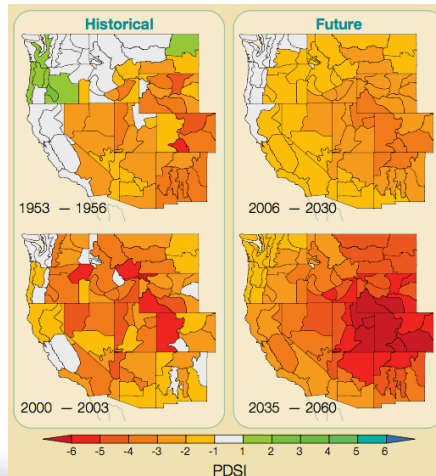 Historical
Future
1953 – 1956
2006 - 2030
2000 – 2003
2035 – 2060
-6 -5 -4 -3 -2 -1 1 2 3 4 5 6
PDSI